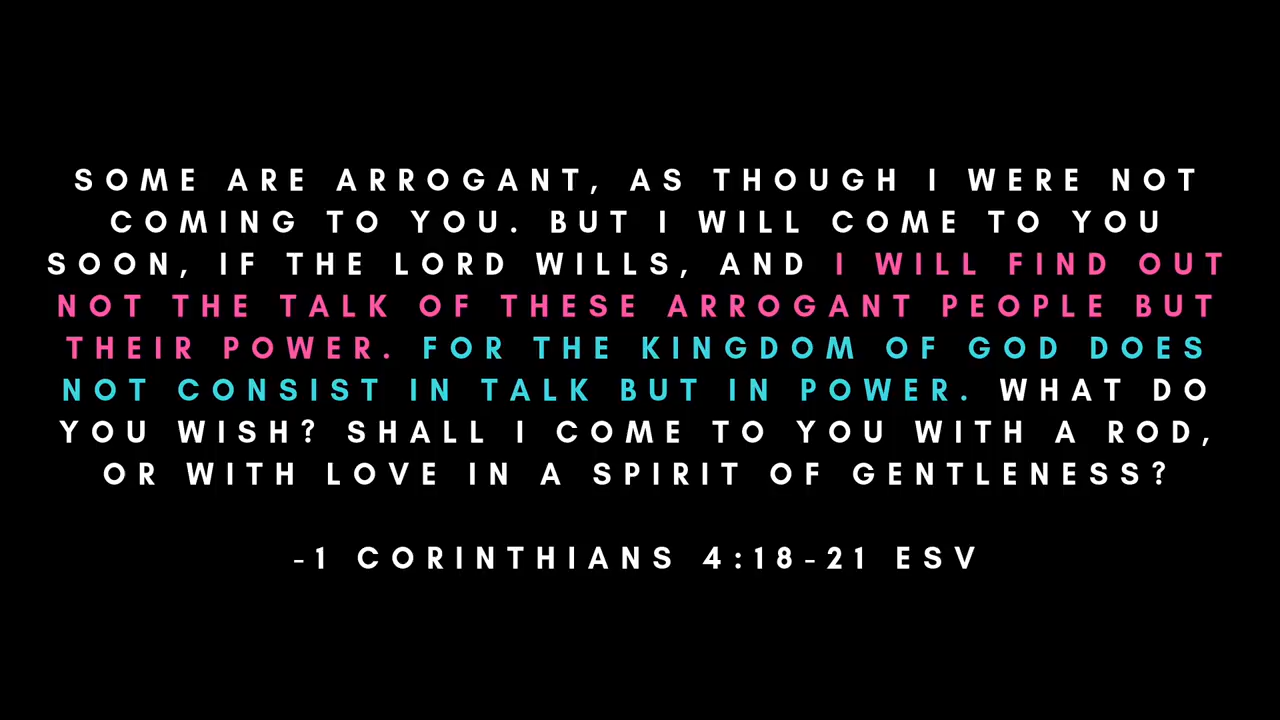 SOME ARE ARROGANT, AS THOUGH I WERE NOT
COMING TO YOU. BUT I WILL COME TO YOU
SOON, IF THE LORD WILLS, AND I WILL FIND OUT
NOT THE TALK OF THESE ARROGANT PEOPLE BUT
THEIR POWER. FOR THE KINGDOM OF GOD DOES
NOT CONSIST IN TALK BUT IN POWER. WHAT DO
YOU WISH? SHALL I COME TO YOU WITH A ROD,
OR WITH LOVE IN A SPIRIT OF GENTLENESS?
-1 CORINTHIANS 4:18-21 ESV